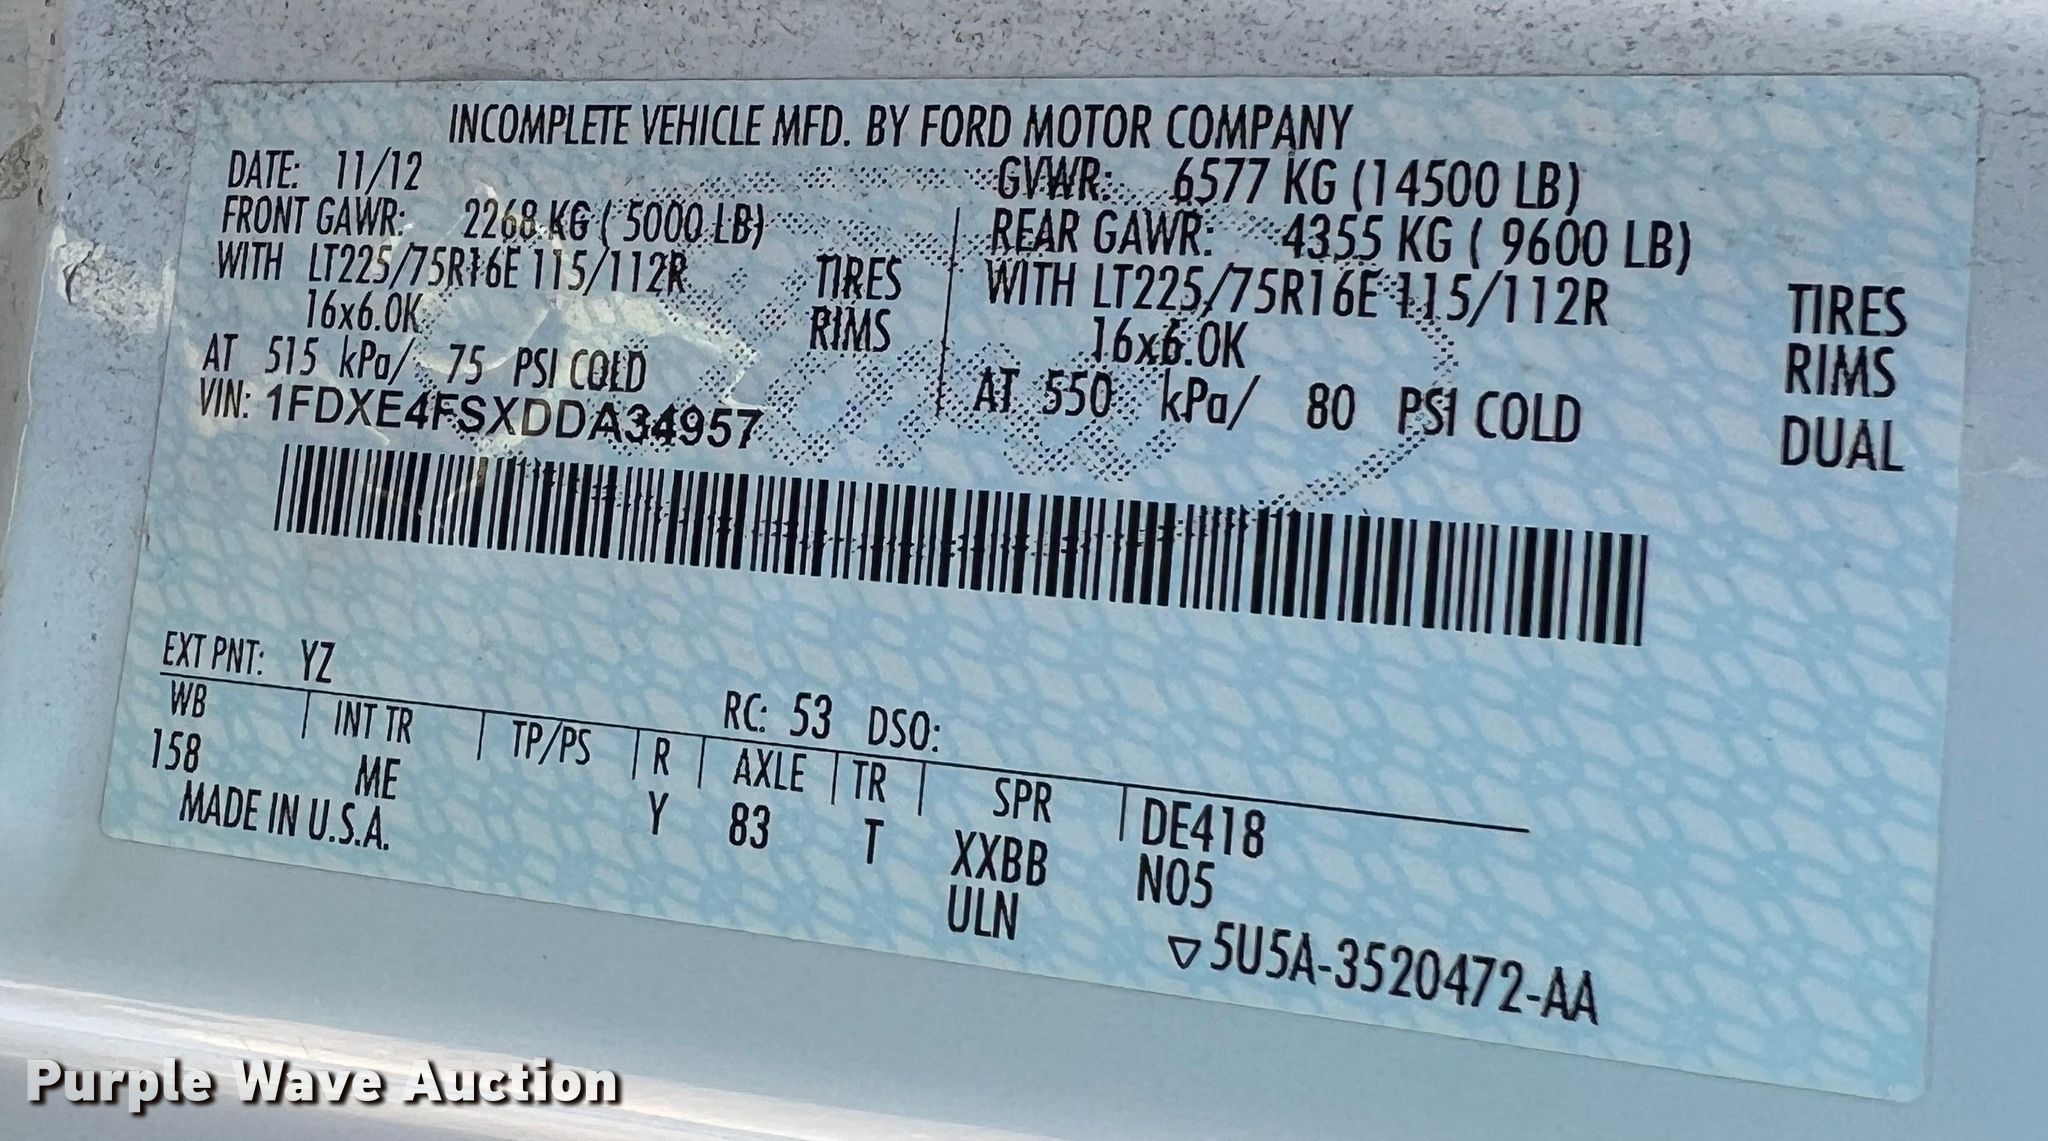 INCOMPLETE VEHICLE MFD. BY FORD MOTOR COMPANY
DATE: 11/12 GVWR: 6577 KG (14500 LB)
FRONT GAWR: 2268 KG ( 5000 LB) REAR GAWR: 4355 KG ( 9600 LB)
WITH LT225/75R16E 115/112R TIRES WITH LT225/75R16E 115/112R TIRES
16x6.0K RIMS 16x6.0K RIMS
AT 515 kPa/ 75 PSI COLD AT 550 kPa/ 80 PSI COLD DUAL
VIN: 1FDXE4FSXDDA34957
EXT PNT: YZ RC: 53 DSO:
WB INT TR TP/PS R AXLE TR SPR DE418
158 ME Y 83 T XXBB N05
MADE IN U.S.A. ULN
▽5U5A-3520472-AA
Purple Wave Auction